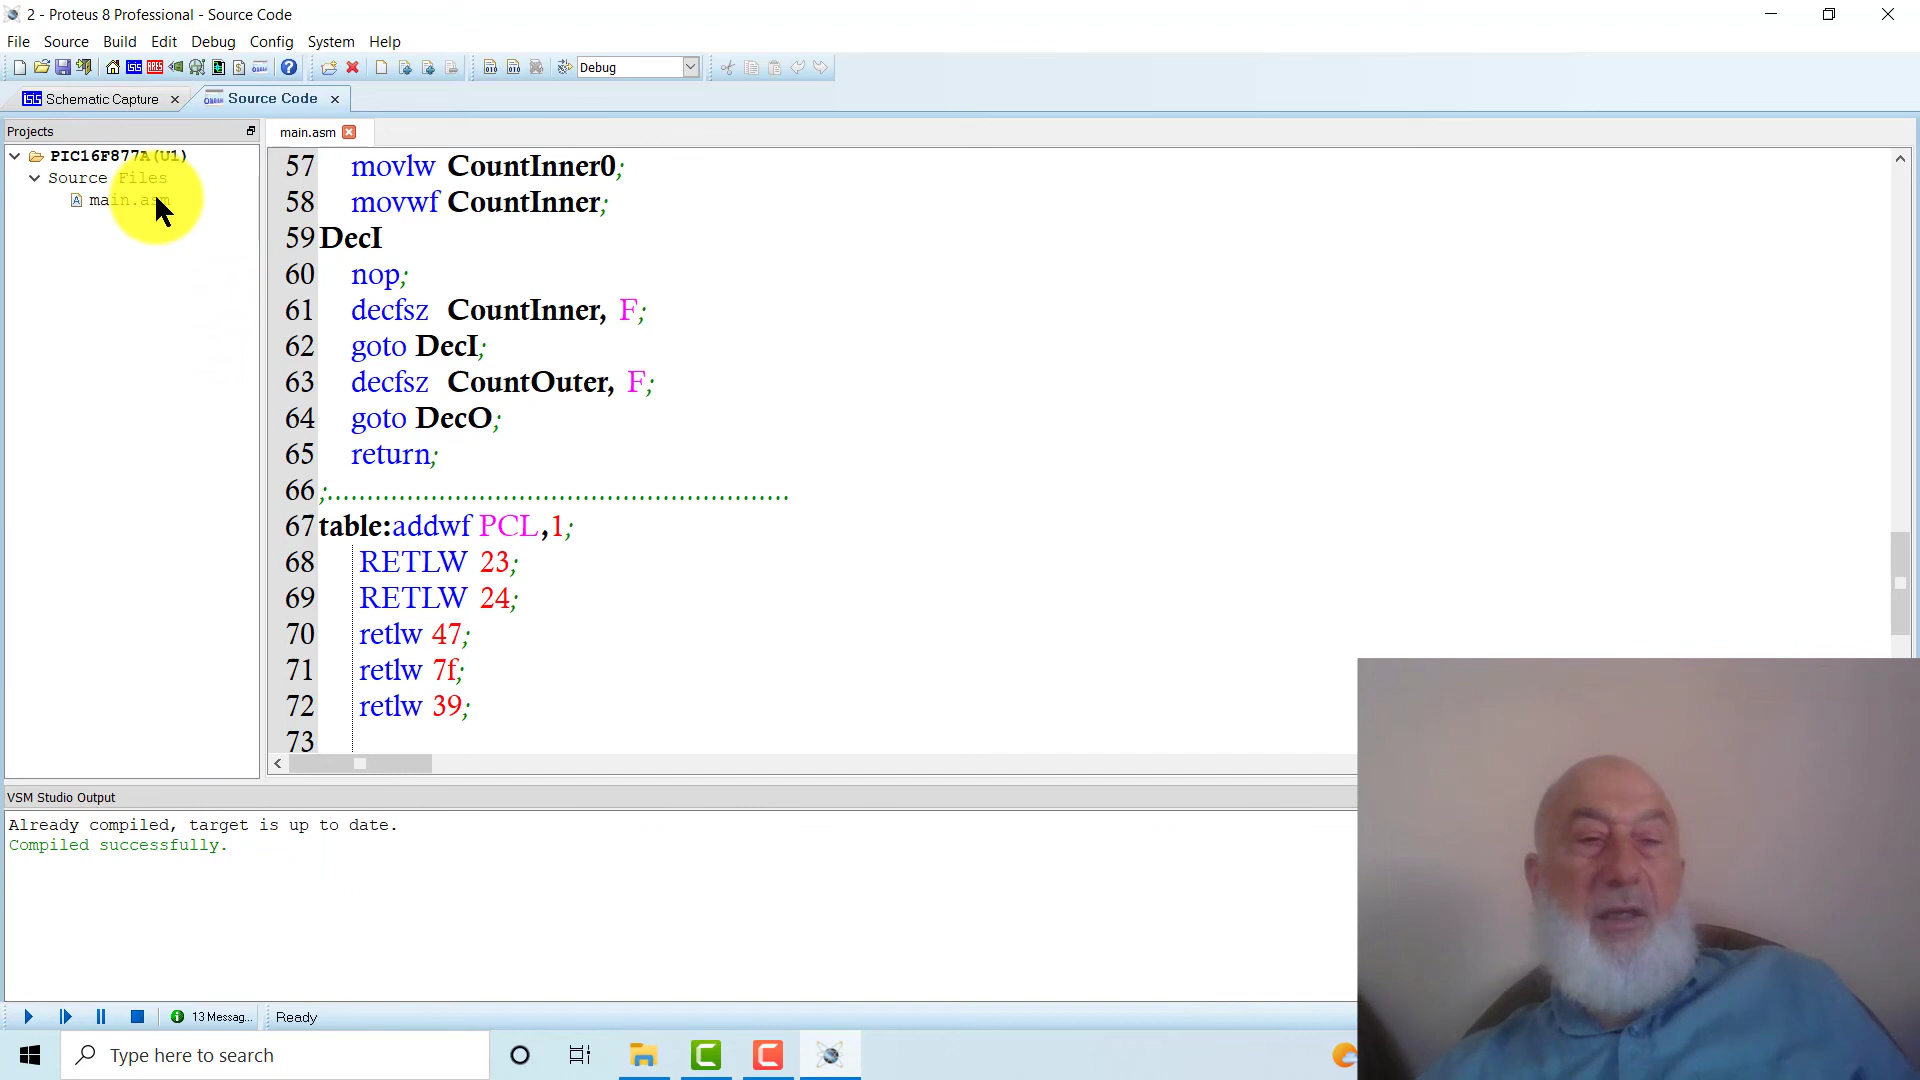 2 - Proteus 8 Professional - Source Code
File Source Build Edit Debug Config System Help
Debug
Schematic Capture
Source Code
Projects
main.asm
PIC16F877A(U1)
Source Files
main.asm
57 movlw CountInner0;
58 movwf CountInner;
59 DecI
60 nop;
61 decfsz CountInner, F;
62 goto DecI;
63 decfsz CountOuter, F;
64 goto DecO;
65 return;
66 ;..........................................................
67 table:addwf PCL,1;
68 RETLW 23;
69 RETLW 24;
70 retlw 47;
71 retlw 7f;
72 retlw 39;
73
VSM Studio Output
Already compiled, target is up to date.
Compiled successfully.
13 Messag...
Ready
Type here to search